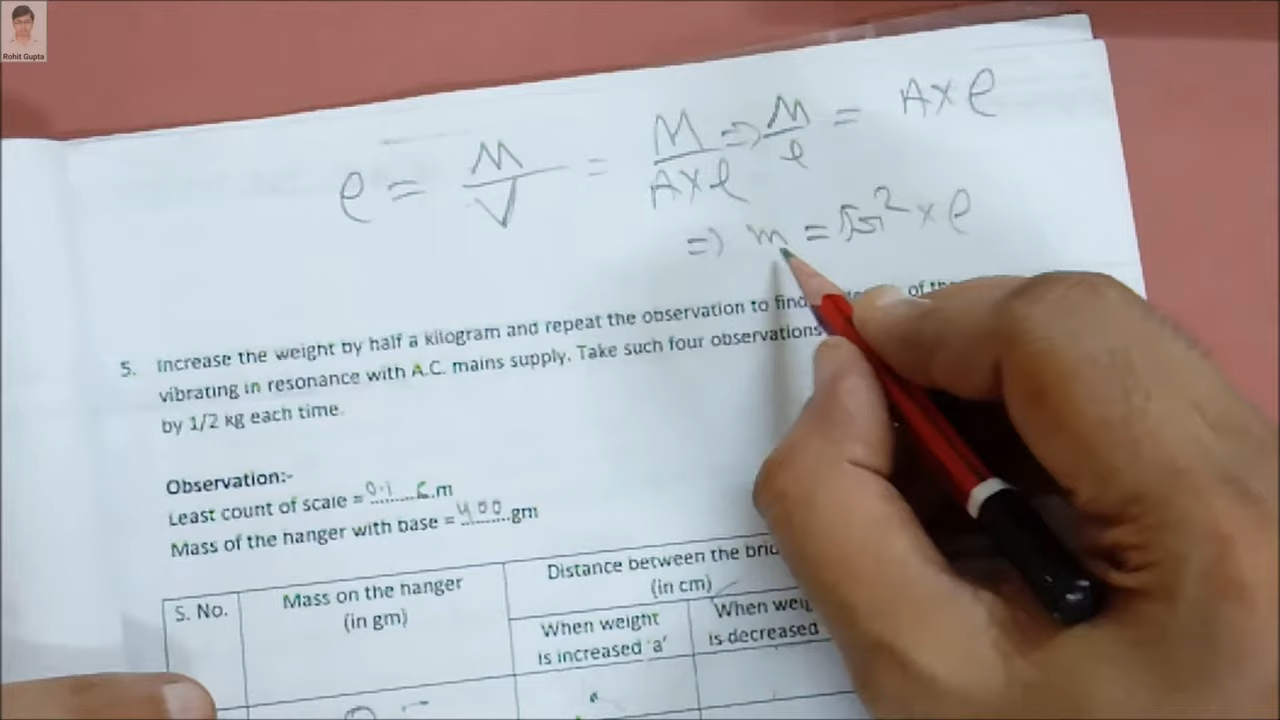 Rohit Gupta
ρ = M/V = M/A×l ⇒ M/l = A×ρ
⇒ m = πr² × ρ
5. Increase the weight by half a kilogram and repeat the observation to find of the
vibrating in resonance with A.C. mains supply. Take such four observations
by 1/2 kg each time.
Observation:-
Least count of scale = 0.1 c.m
Mass of the hanger with base = 400 gm
S. No.
Mass on the hanger
(in gm)
Distance between the
(in cm)
When weight
is increased 'a'
When
is decreased